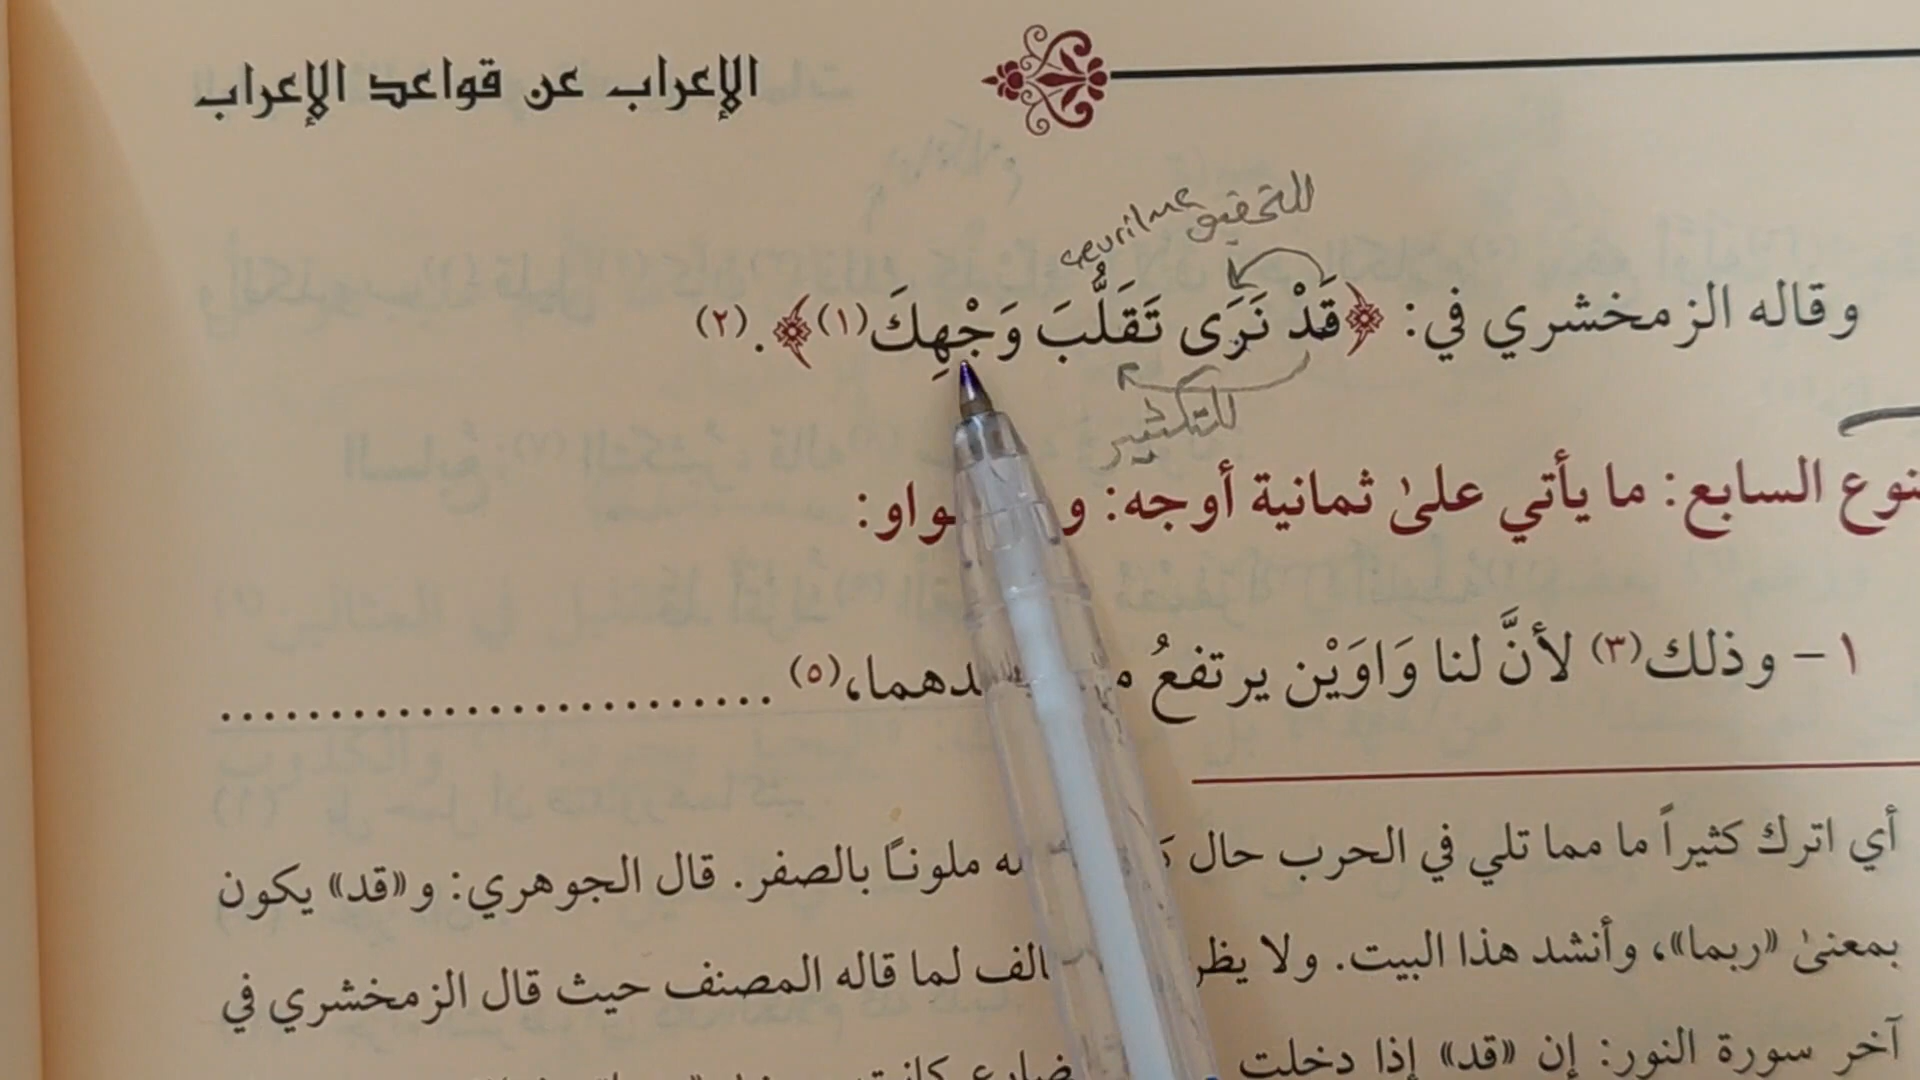 الإعراب عن قواعد الإعراب
للتحقيق
çevrilme
وقاله الزمخشري في: ﴿قَدْ نَرَى تَقَلُّبَ وَجْهِكَ(١)﴾.(٢)
للتكثير
نوع السابع: ما يأتي علىٰ ثمانية أوجه: واو:
١- وذلك(٣) لأنَّ لنا وَاوَيْن يرتفعُ دهما،(٥) ..........................
أي اترك كثيراً ما مما تلي في الحرب حال ه ملونًا بالصفر. قال الجوهري: و«قد» يكون
بمعنىٰ «ربما»، وأنشد هذا البيت. ولا يظ الف لما قاله المصنف حيث قال الزمخشري في
آخر سورة النور: إن «قد» إذا دخلت